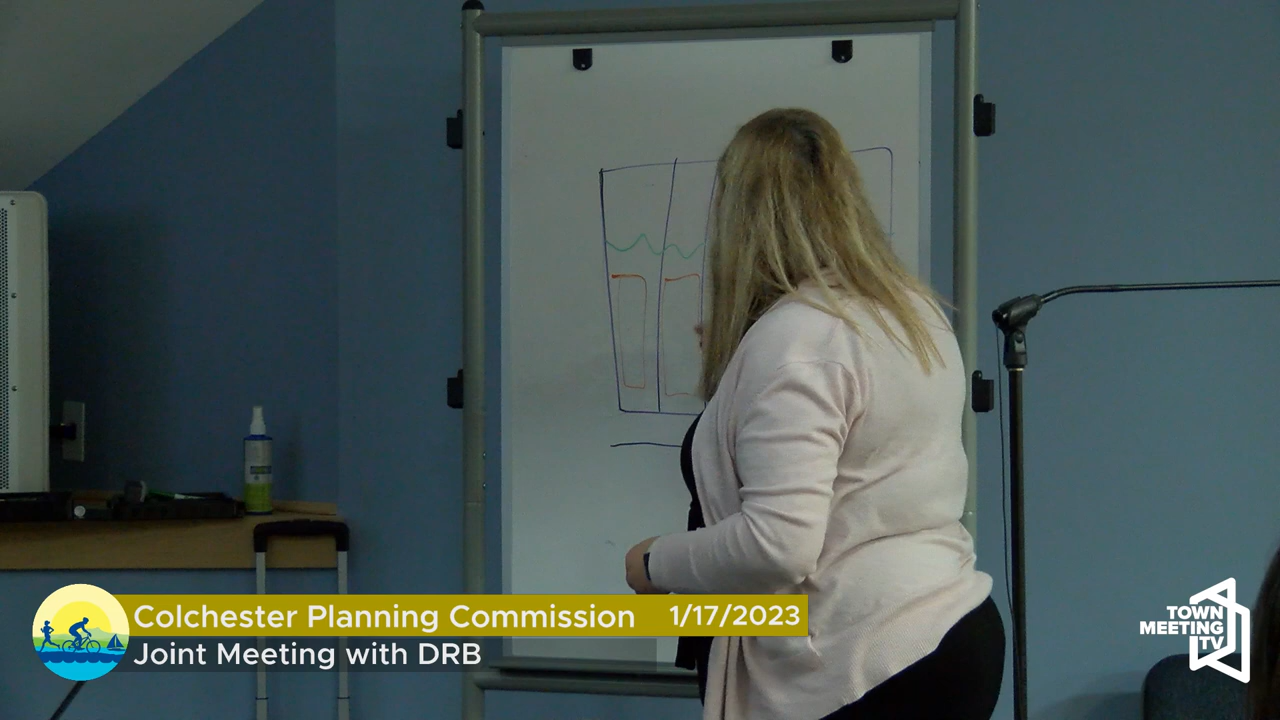 Colchester Planning Commission 1/17/2023
Joint Meeting with DRB
TOWN
MEETING
TV